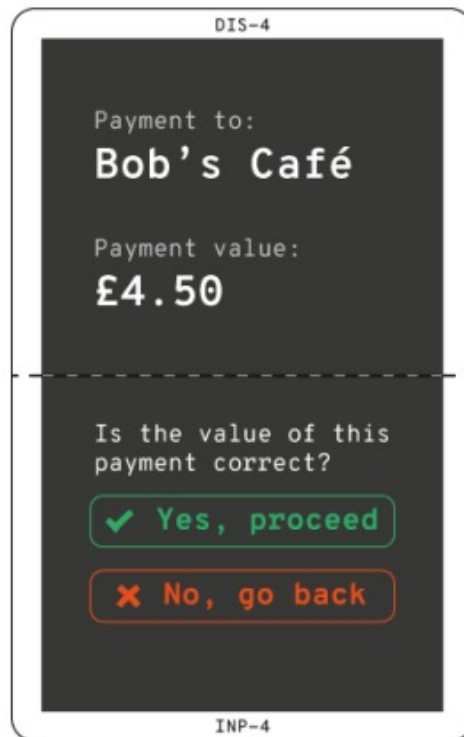 DIS-4
Payment to:
Bob’s Café
Payment value:
£4.50
Is the value of this
payment correct?
✔ Yes, proceed
✖ No, go back
INP-4